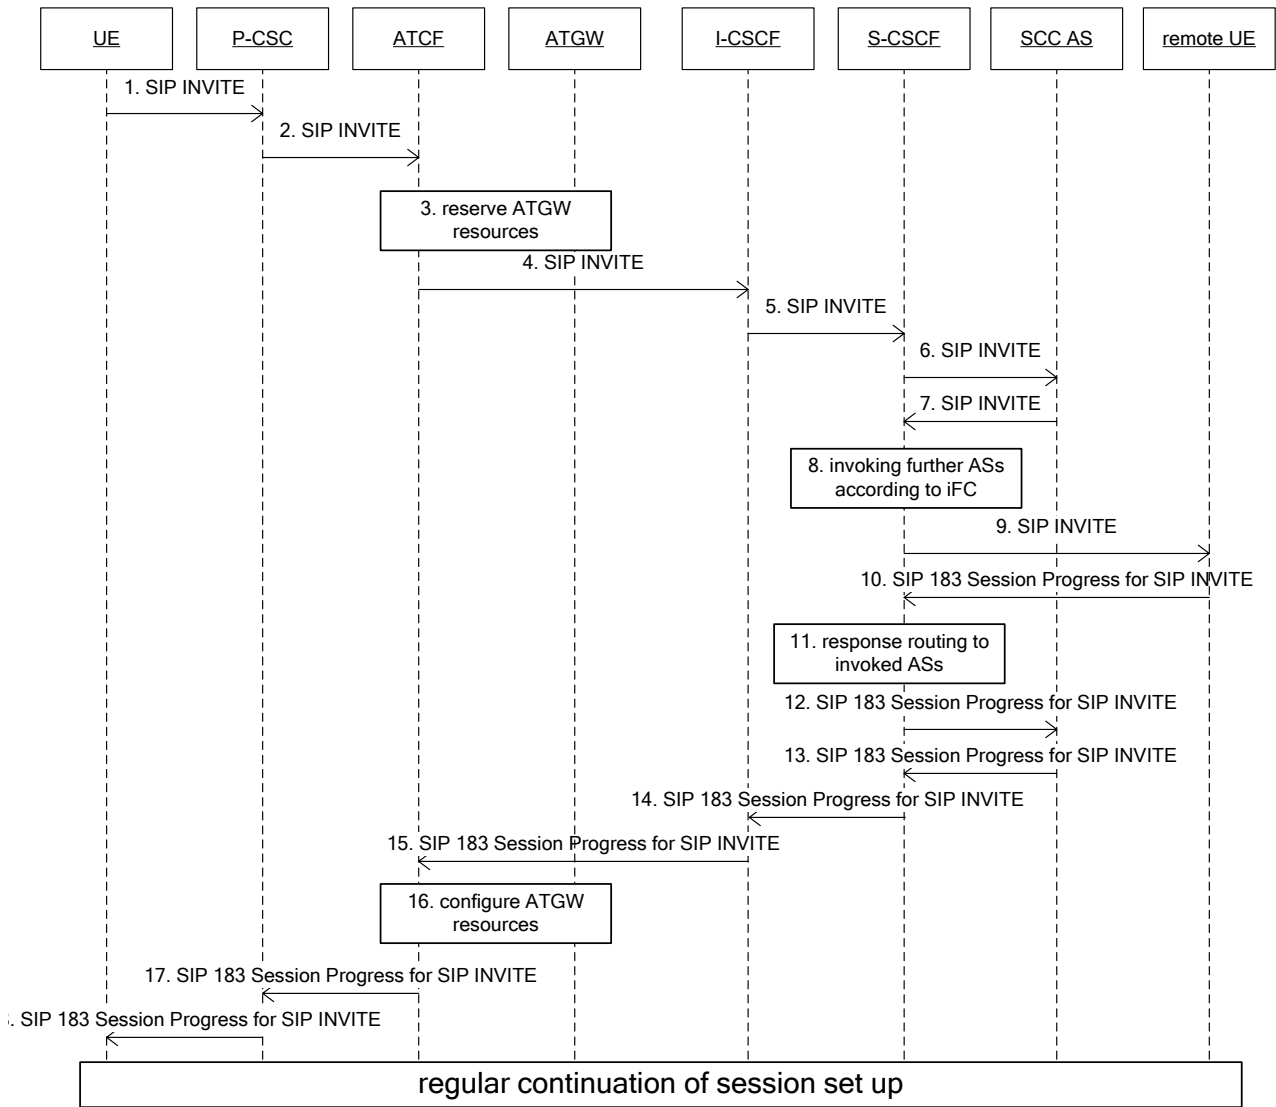 UE
P-CSC
ATCF
ATGW
I-CSCF
S-CSCF
SCC AS
remote UE
1. SIP INVITE
2. SIP INVITE
3. reserve ATGW
resources
4. SIP INVITE
5. SIP INVITE
6. SIP INVITE
7. SIP INVITE
8. invoking further ASs
according to iFC
9. SIP INVITE
10. SIP 183 Session Progress for SIP INVITE
11. response routing to
invoked ASs
12. SIP 183 Session Progress for SIP INVITE
13. SIP 183 Session Progress for SIP INVITE
14. SIP 183 Session Progress for SIP INVITE
15. SIP 183 Session Progress for SIP INVITE
16. configure ATGW
resources
17. SIP 183 Session Progress for SIP INVITE
. SIP 183 Session Progress for SIP INVITE
regular continuation of session set up